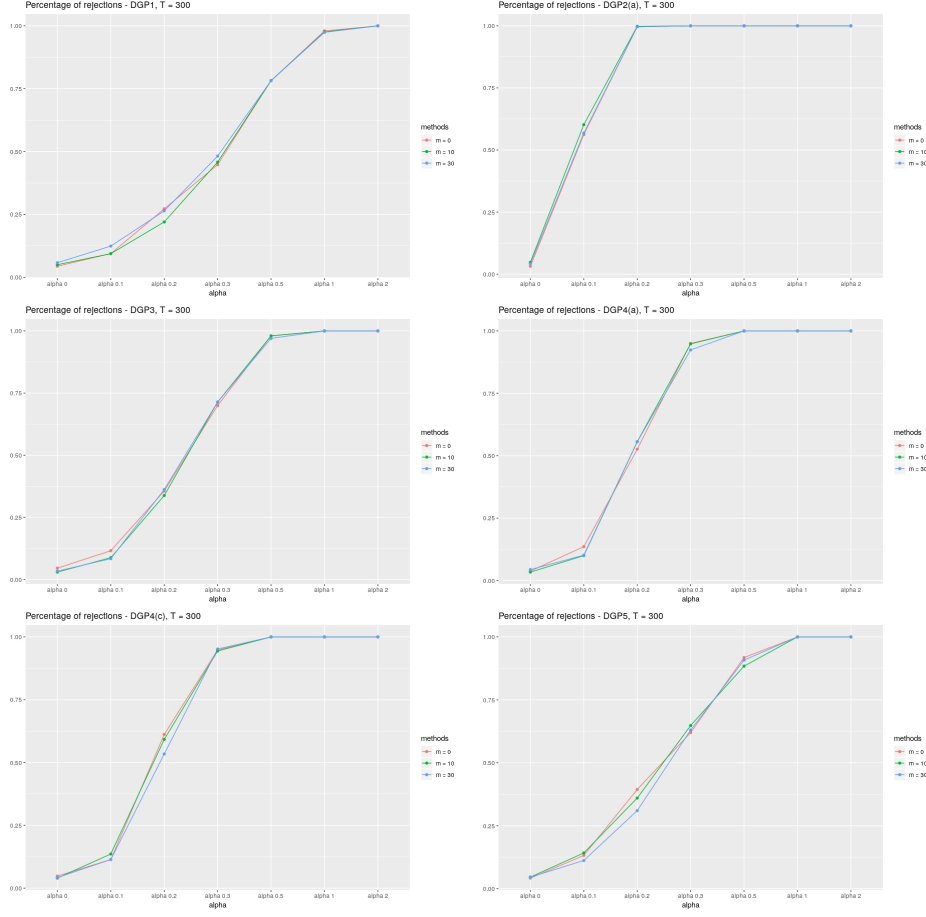 Percentage of rejections - DGP1, T = 300
1.00
0.75
0.50
0.25
0.00
alpha 0 alpha 0.1 alpha 0.2 alpha 0.3 alpha 0.5 alpha 1 alpha 2
alpha
methods
m = 0
m = 10
m = 30
Percentage of rejections - DGP2(a), T = 300
1.00
0.75
0.50
0.25
0.00
alpha 0 alpha 0.1 alpha 0.2 alpha 0.3 alpha 0.5 alpha 1 alpha 2
alpha
methods
m = 0
m = 10
m = 30
Percentage of rejections - DGP3, T = 300
1.00
0.75
0.50
0.25
0.00
alpha 0 alpha 0.1 alpha 0.2 alpha 0.3 alpha 0.5 alpha 1 alpha 2
alpha
methods
m = 0
m = 10
m = 30
Percentage of rejections - DGP4(a), T = 300
1.00
0.75
0.50
0.25
0.00
alpha 0 alpha 0.1 alpha 0.2 alpha 0.3 alpha 0.5 alpha 1 alpha 2
alpha
methods
m = 0
m = 10
m = 30
Percentage of rejections - DGP4(c), T = 300
1.00
0.75
0.50
0.25
0.00
alpha 0 alpha 0.1 alpha 0.2 alpha 0.3 alpha 0.5 alpha 1 alpha 2
alpha
methods
m = 0
m = 10
m = 30
Percentage of rejections - DGP5, T = 300
1.00
0.75
0.50
0.25
0.00
alpha 0 alpha 0.1 alpha 0.2 alpha 0.3 alpha 0.5 alpha 1 alpha 2
alpha
methods
m = 0
m = 10
m = 30